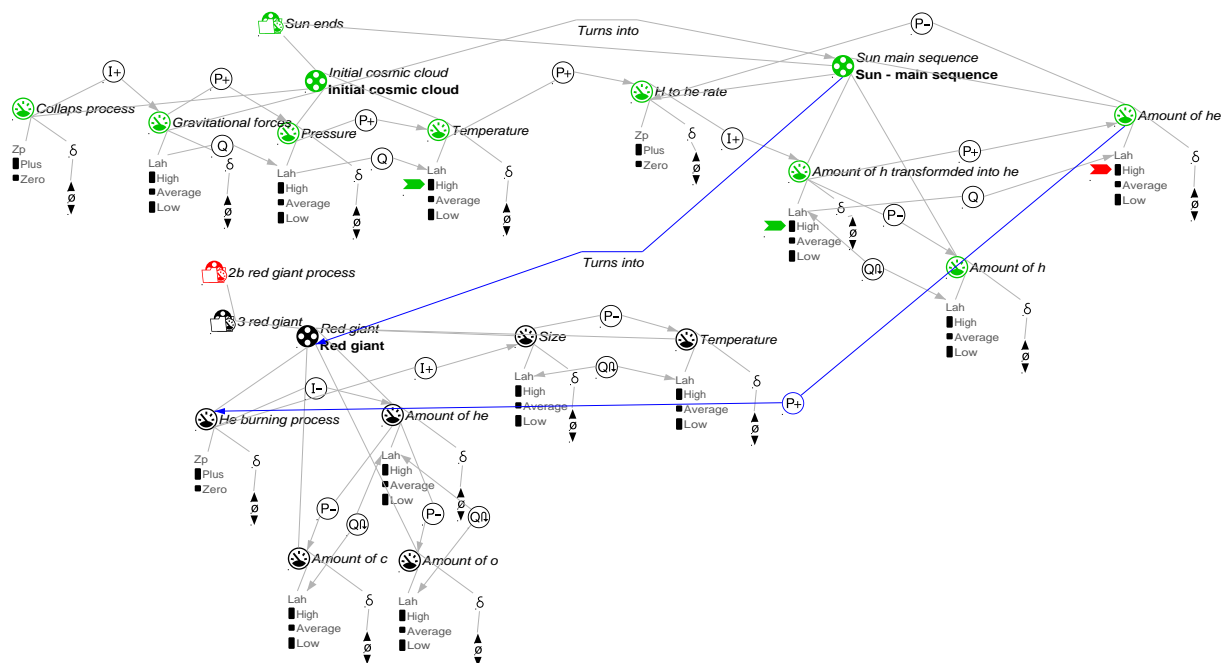 Sun ends
Turns into
P–
Initial cosmic cloud
initial cosmic cloud
Sun main sequence
Sun - main sequence
I+
P+
P+
H to he rate
Collaps process
Gravitational forces
Pressure
P+
Temperature
Amount of he
Zp
Plus
Zero
δ
ø
Lah
High
Average
Low
Q
δ
ø
Lah
High
Average
Low
δ
ø
Q
Lah
High
Average
Low
δ
ø
Zp
Plus
Zero
δ
ø
I+
P+
Amount of h transformded into he
Lah
High
Average
Low
δ
ø
Q
P–
Lah
High
Average
Low
δ
ø
Q
Amount of h
Lah
High
Average
Low
δ
ø
Turns into
2b red giant process
3 red giant
Red giant
Red giant
Size
P–
Temperature
I+
Q
I–
Lah
High
Average
Low
δ
ø
Lah
High
Average
Low
δ
ø
P+
He burning process
Amount of he
Zp
Plus
Zero
δ
ø
Lah
High
Average
Low
δ
ø
P–
Q
P–
Q
Amount of c
Amount of o
Lah
High
Average
Low
δ
ø
Lah
High
Average
Low
δ
ø